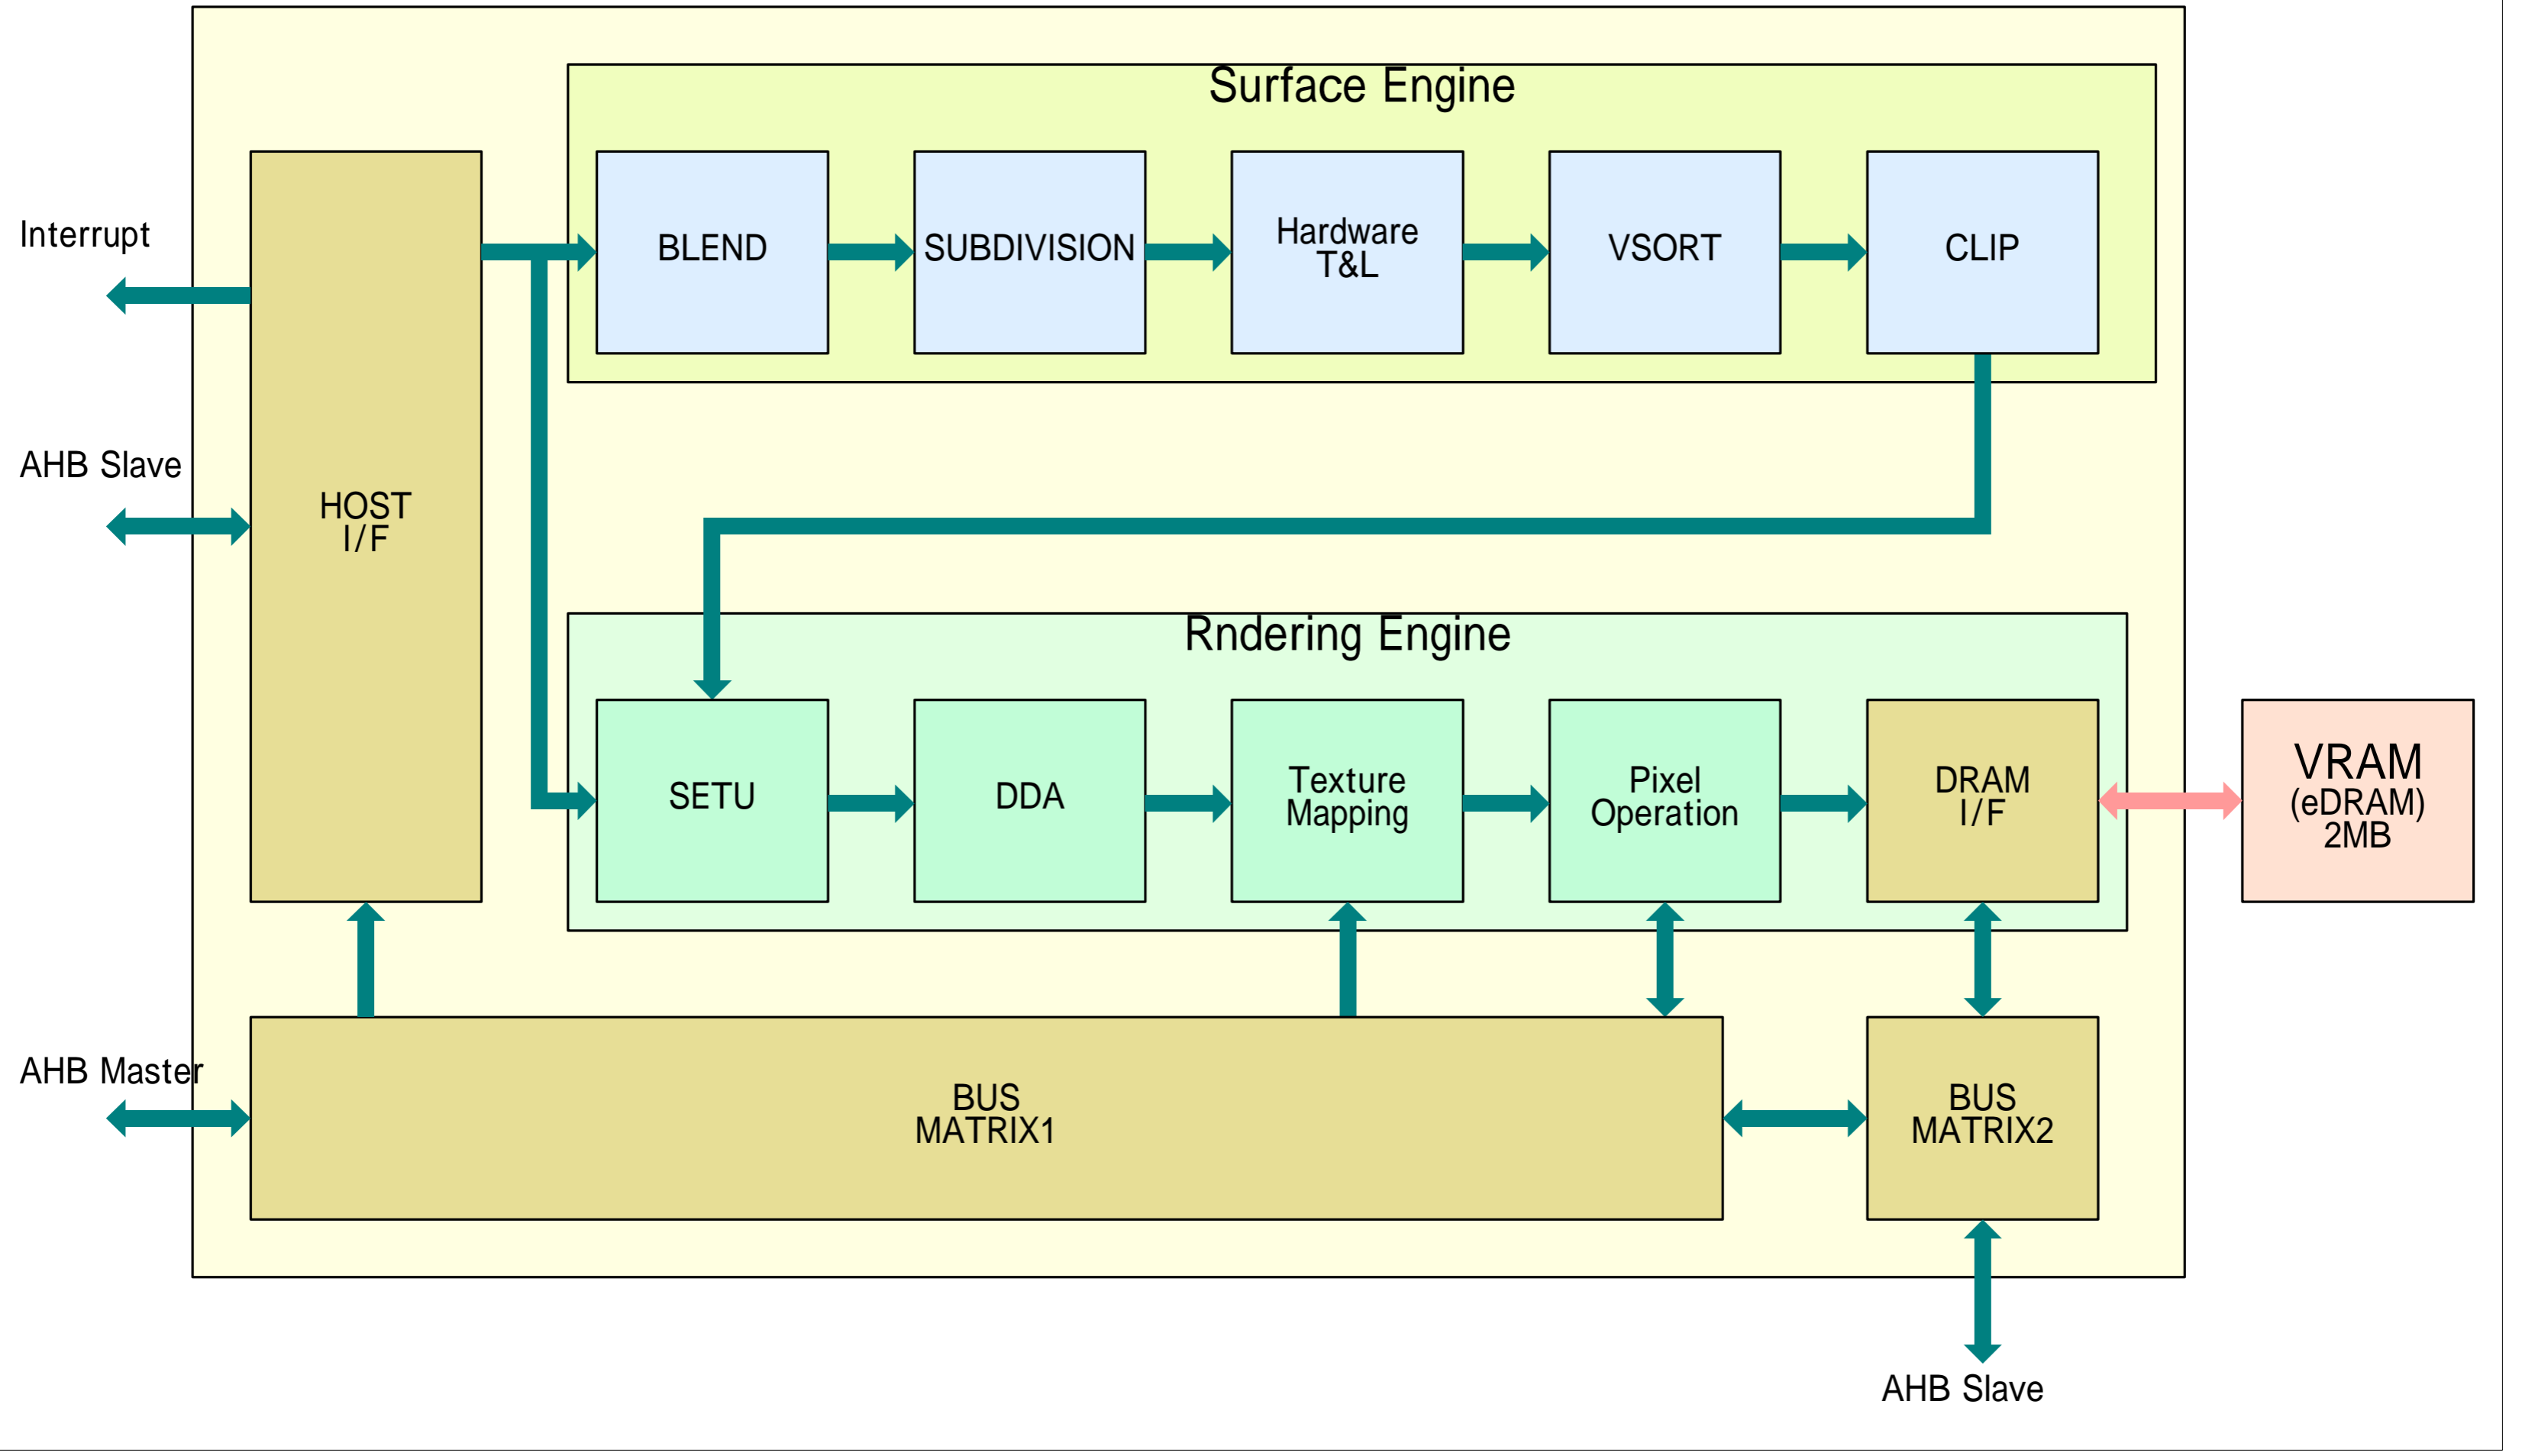 Surface Engine
Interrupt
BLEND
SUBDIVISION
Hardware
T&L
VSORT
CLIP
AHB Slave
HOST
I/F
Rndering Engine
SETU
DDA
Texture
Mapping
Pixel
Operation
DRAM
I/F
VRAM
(eDRAM)
2MB
AHB Master
BUS
MATRIX1
BUS
MATRIX2
AHB Slave